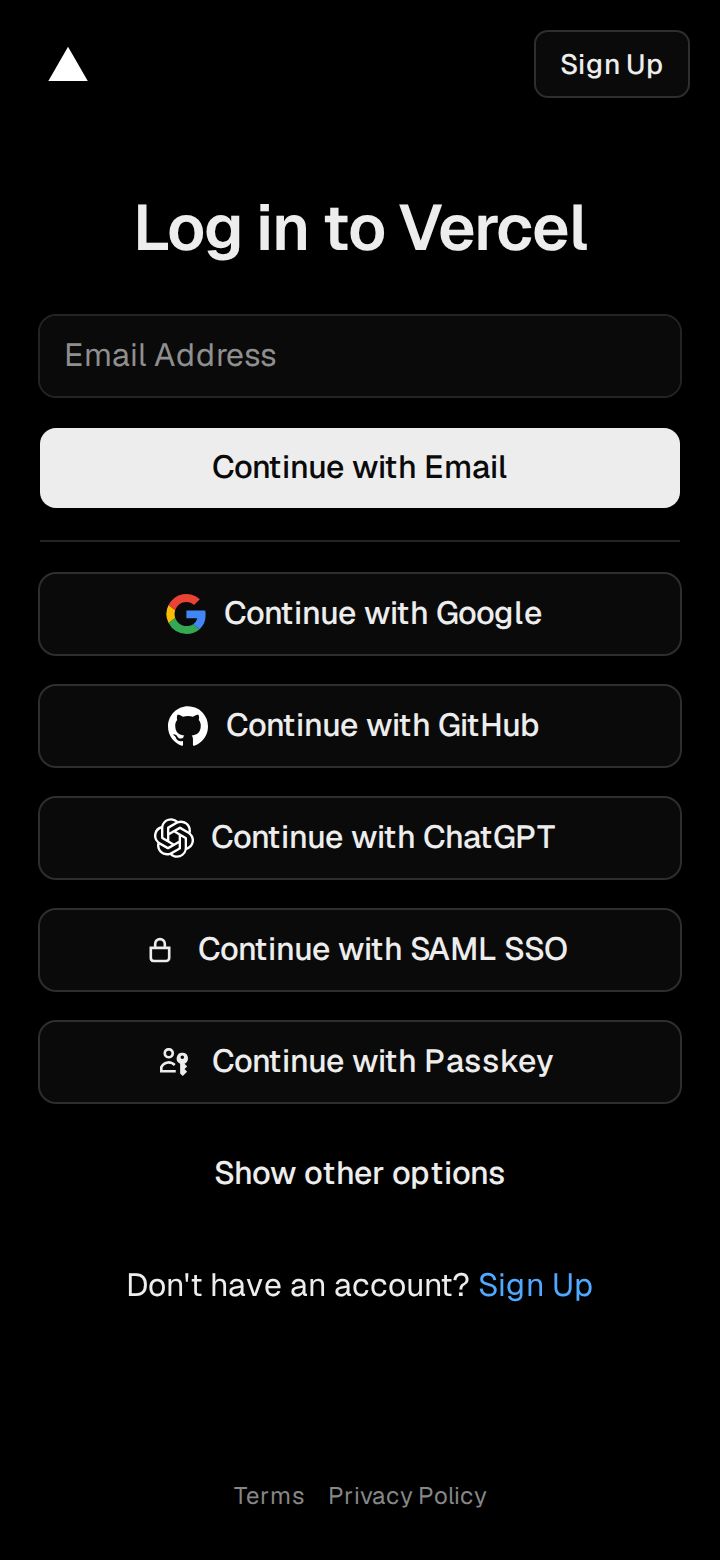 Sign Up
Log in to Vercel
Email Address
Continue with Email
Continue with Google
Continue with GitHub
Continue with ChatGPT
Continue with SAML SSO
Continue with Passkey
Show other options
Don't have an account? Sign Up
Terms Privacy Policy